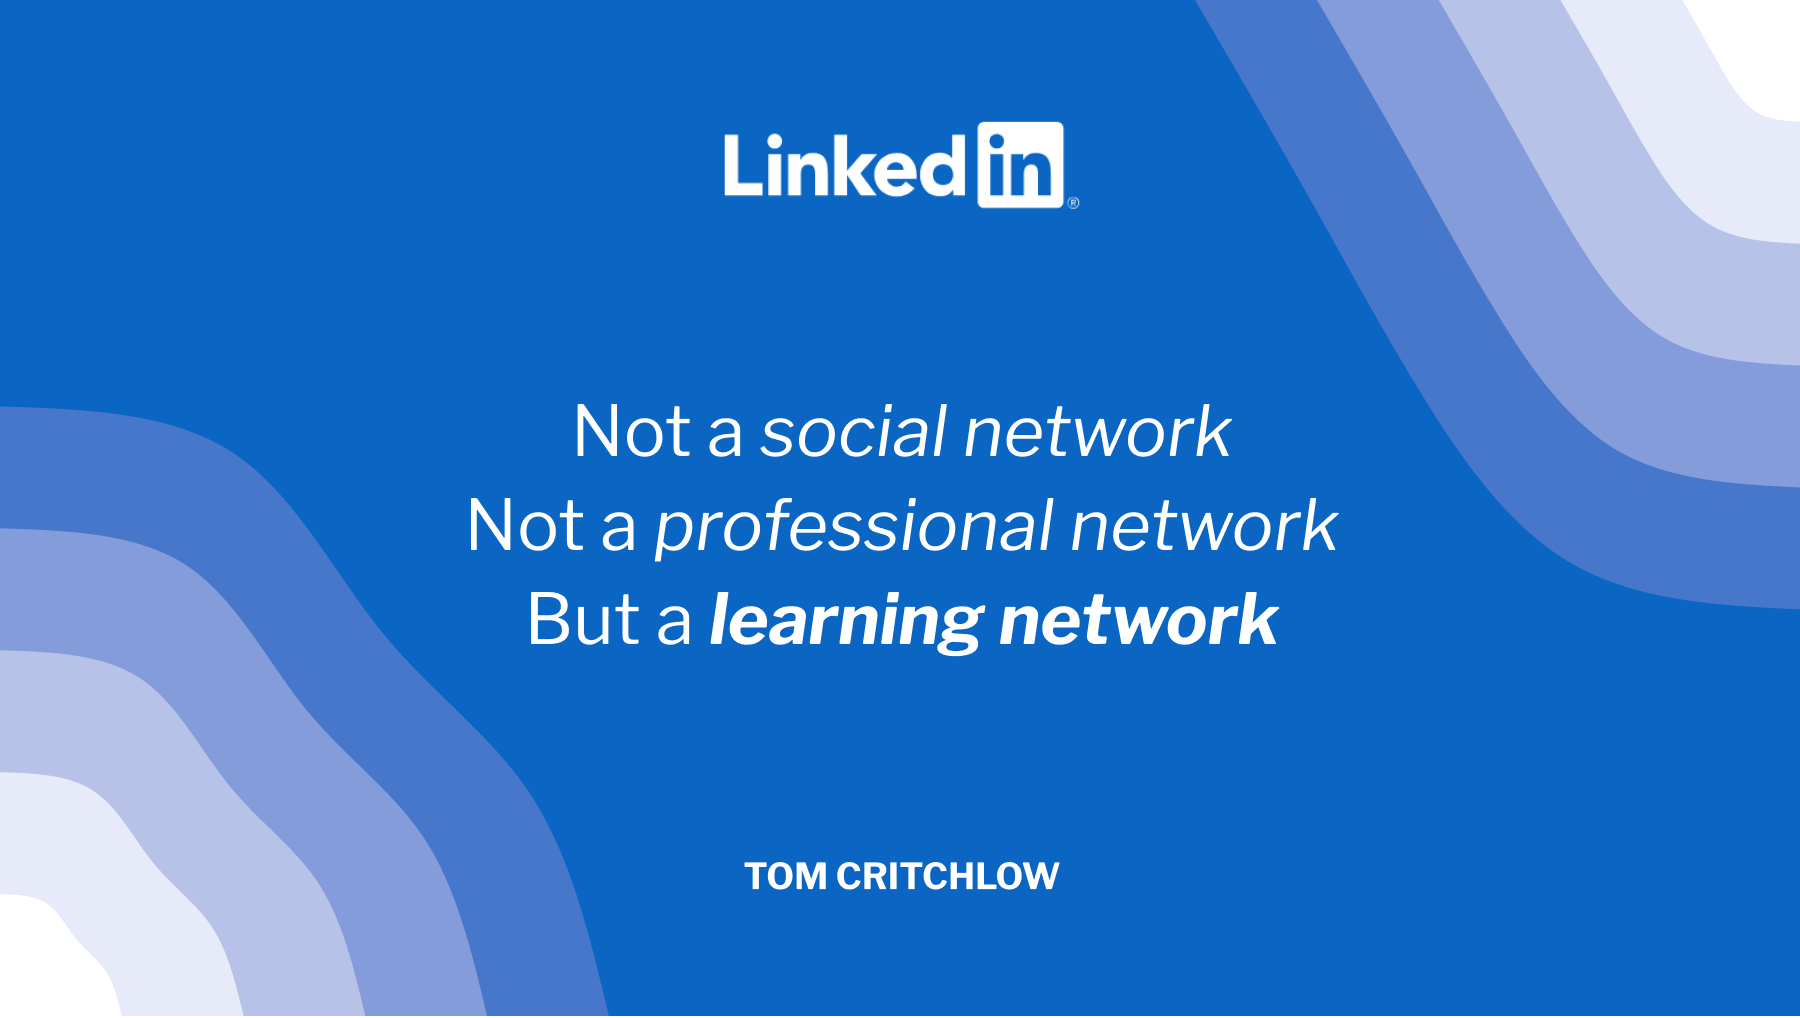 Linkedin®
Not a social network
Not a professional network
But a learning network
TOM CRITCHLOW